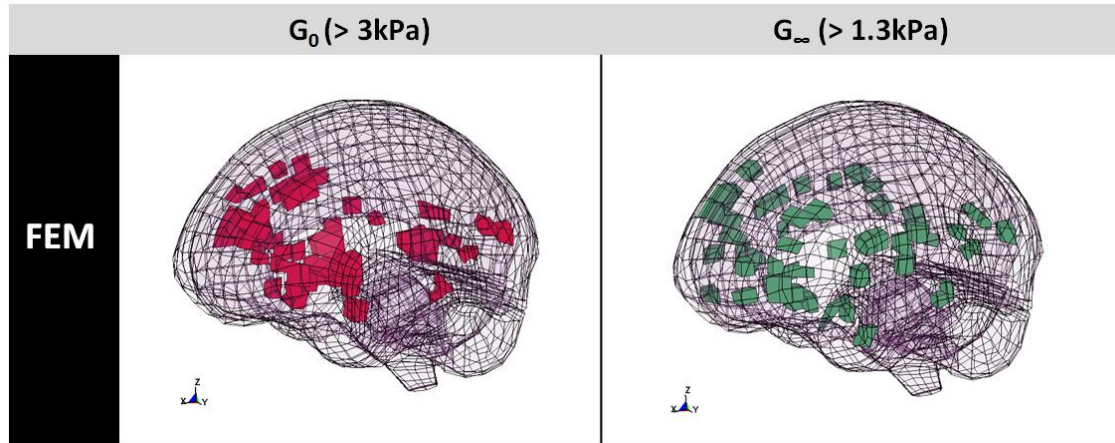 G₀ (> 3kPa)
G∞ (> 1.3kPa)
FEM
Z
X Y
Z
X Y